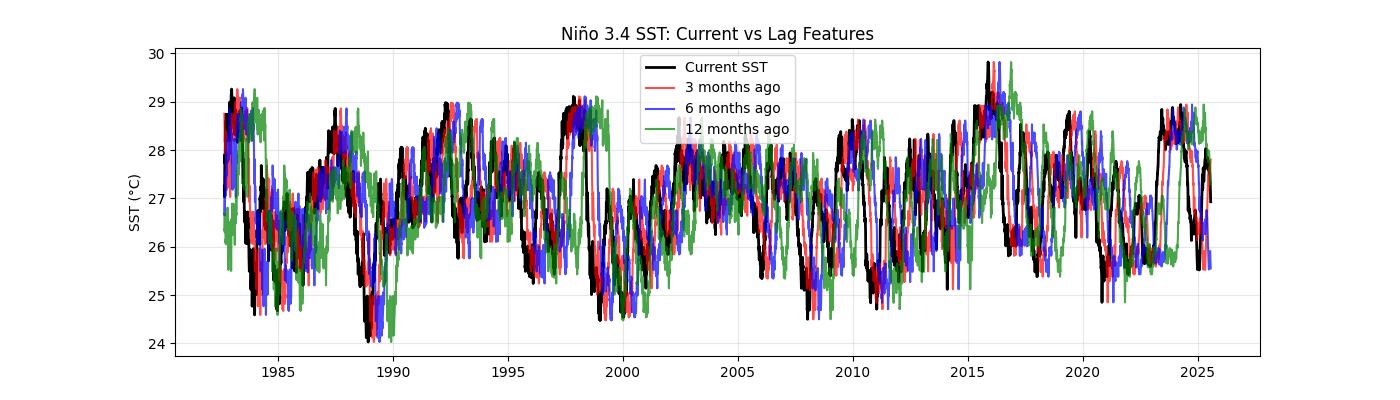 Niño 3.4 SST: Current vs Lag Features
SST (°C)
30
29
28
27
26
25
24
Current SST
3 months ago
6 months ago
12 months ago
1985
1990
1995
2000
2005
2010
2015
2020
2025